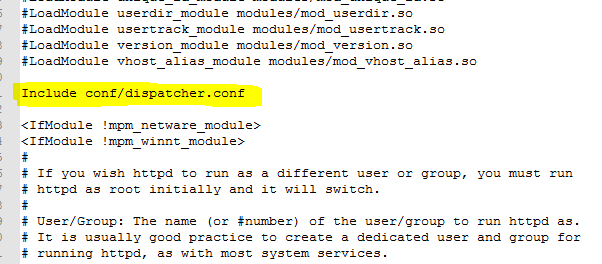 #LoadModule userdir_module modules/mod_userdir.so
#LoadModule usertrack_module modules/mod_usertrack.so
#LoadModule version_module modules/mod_version.so
#LoadModule vhost_alias_module modules/mod_vhost_alias.so
Include conf/dispatcher.conf
<IfModule !mpm_netware_module>
<IfModule !mpm_winnt_module>
#
# If you wish httpd to run as a different user or group, you must run
# httpd as root initially and it will switch.
#
# User/Group: The name (or #number) of the user/group to run httpd as.
# It is usually good practice to create a dedicated user and group for
# running httpd, as with most system services.